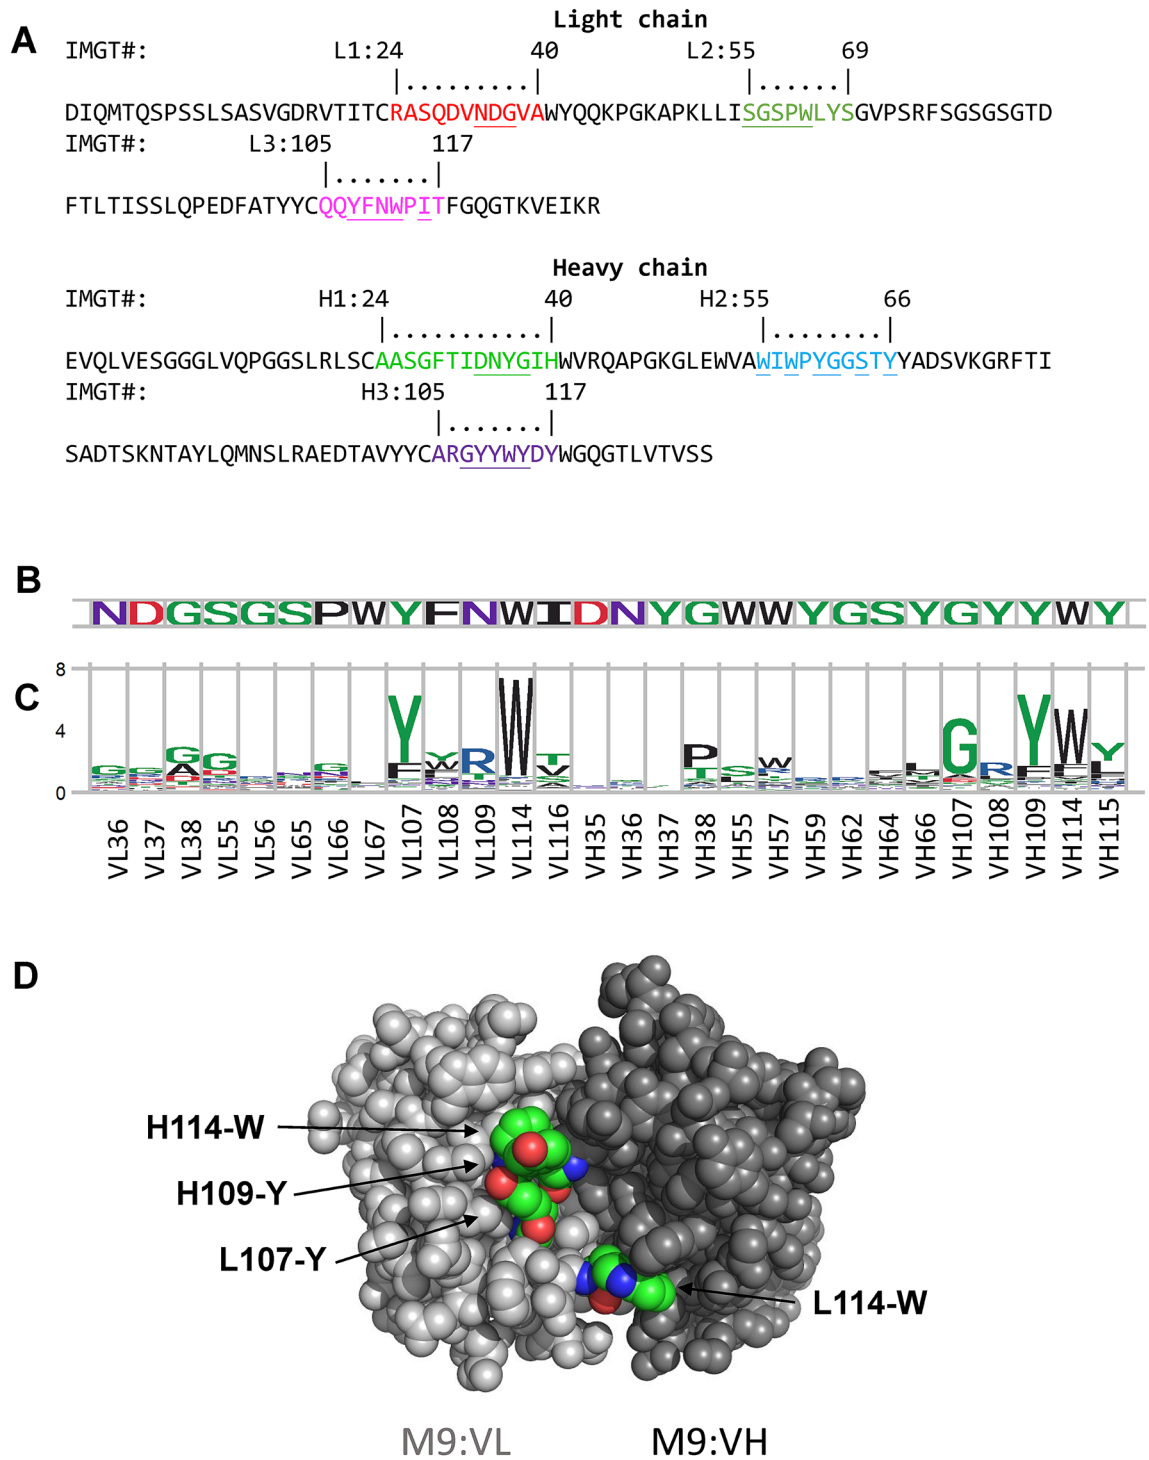 A
Light chain
IMGT#: L1:24 40 L2:55 69
|.........| |......|
DIQMTQSPSSLSASVGDRVTITCRASQDVNDGVAWYQQKPGKAPKLLISGSPWLYSGVPSRFSGSGSGTD
IMGT#: L3:105 117
|.......|
FTLTISSLQPEDFATYYCQQYFNWPITFGQGTKVEIKR
Heavy chain
IMGT#: H1:24 40 H2:55 66
|...........| |........|
EVQLVESGGGLVQPGGSLRLSCAASGFTIDNYGIHWVRQAPGKGLEWVAWIWPYGGSTYYADSVKGRFTI
IMGT#: H3:105 117
|.......|
SADTSKNTAYLQMNSLRAEDTAVYYCARGYYWYDYWGQGTLVTVSS
B
NDGSGSPWYFNWIDNYGWWYGSYGYYWY
C
8
4
0
VL36 VL37 VL38 VL55 VL56 VL65 VL66 VL67 VL107 VL108 VL109 VL114 VL116 VH35 VH36 VH37 VH38 VH55 VH57 VH59 VH62 VH64 VH66 VH107 VH108 VH109 VH114 VH115
D
H114-W
H109-Y
L107-Y
L114-W
M9:VL M9:VH